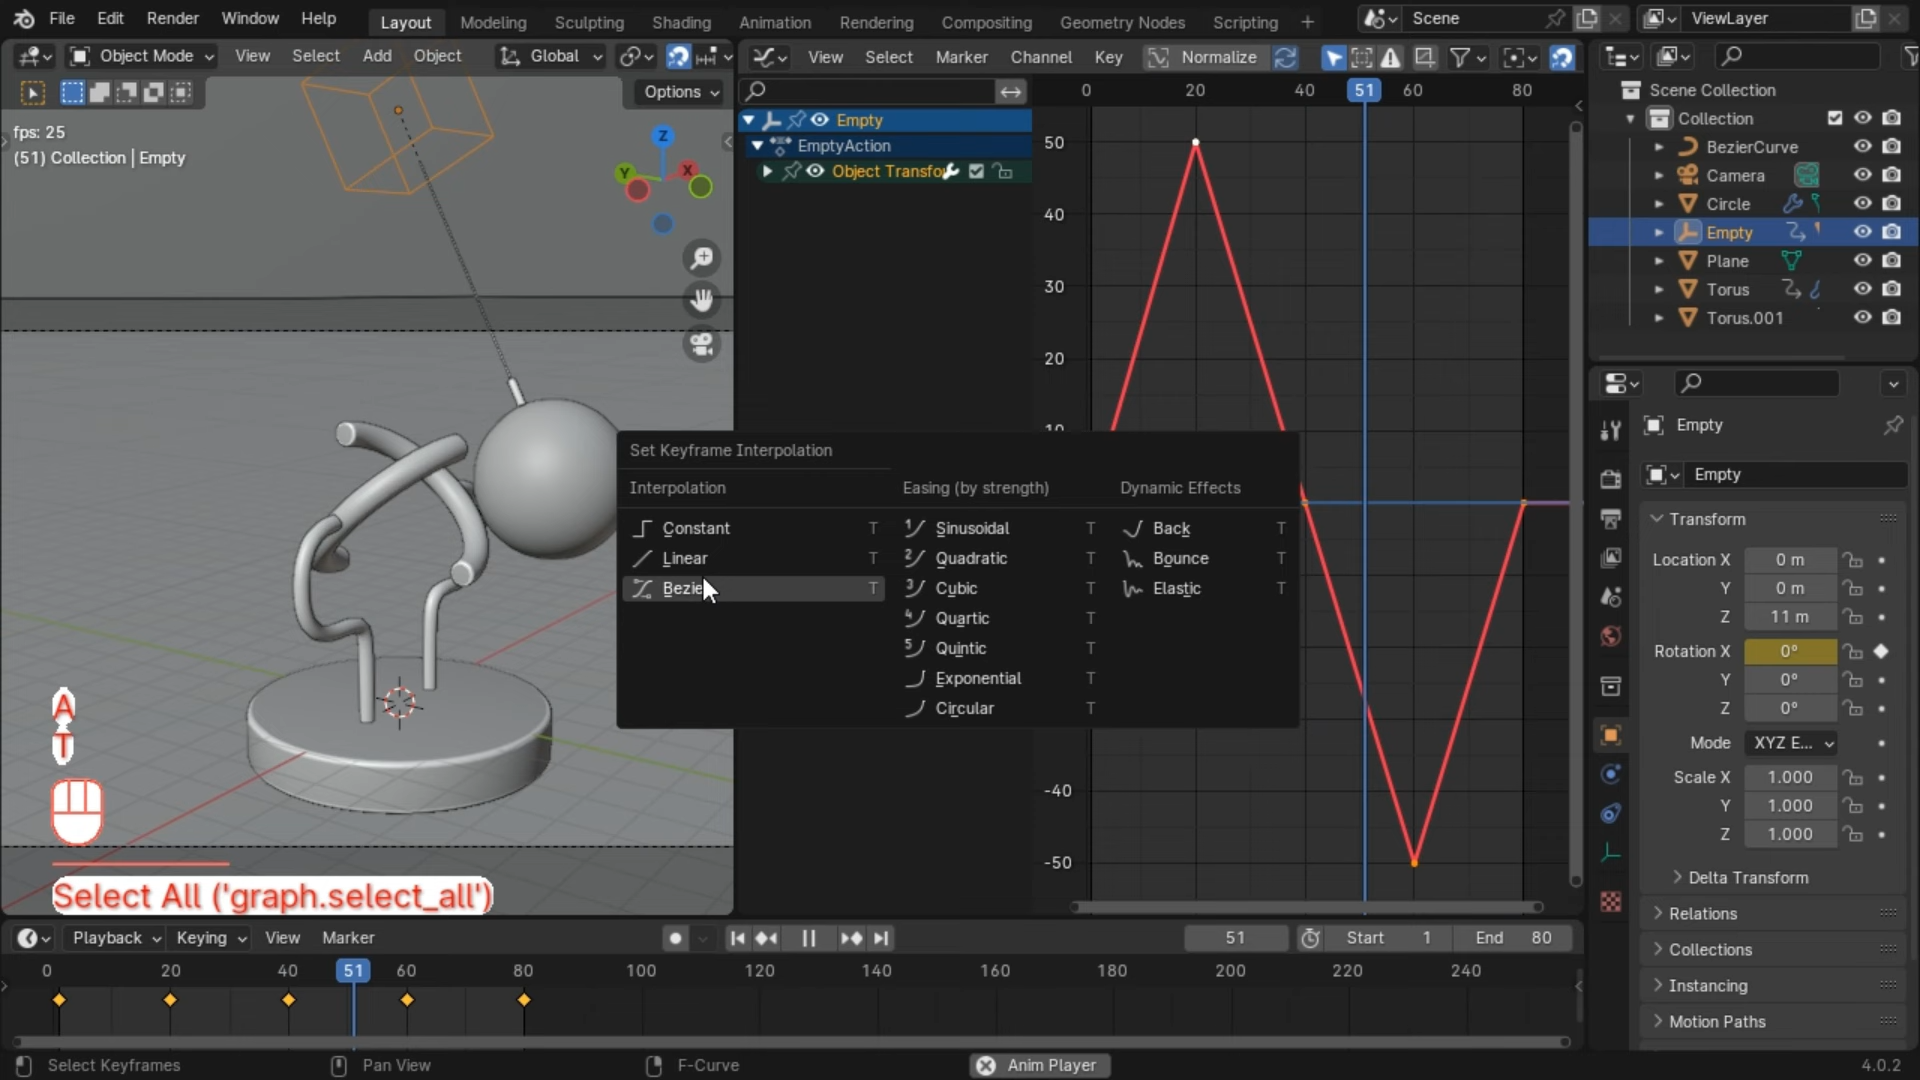 File Edit Render Window Help Layout Modeling Sculpting Shading Animation Rendering Compositing Geometry Nodes Scripting + Scene ViewLayer
Object Mode View Select Add Object Global
Options
fps: 25
(51) Collection | Empty
Z
Y
X
View Select Marker Channel Key Normalize
0 20 40 51 60 80
Empty
EmptyAction
Object Transfo
50
40
30
20
10
-40
-50
Set Keyframe Interpolation
Interpolation
Constant T
Linear T
Bezie T
Easing (by strength)
Sinusoidal T
Quadratic T
Cubic T
Quartic T
Quintic T
Exponential T
Circular T
Dynamic Effects
Back T
Bounce T
Elastic T
A
T
Select All ('graph.select_all')
Scene Collection
Collection
BezierCurve
Camera
Circle
Empty
Plane
Torus
Torus.001
Empty
Empty
Transform
Location X 0 m
Y 0 m
Z 11 m
Rotation X 0°
Y 0°
Z 0°
Mode XYZ E...
Scale X 1.000
Y 1.000
Z 1.000
Delta Transform
Relations
Collections
Instancing
Motion Paths
Playback Keying View Marker 51 Start 1 End 80
0 20 40 51 60 80 100 120 140 160 180 200 220 240
Select Keyframes Pan View F-Curve Anim Player 4.0.2